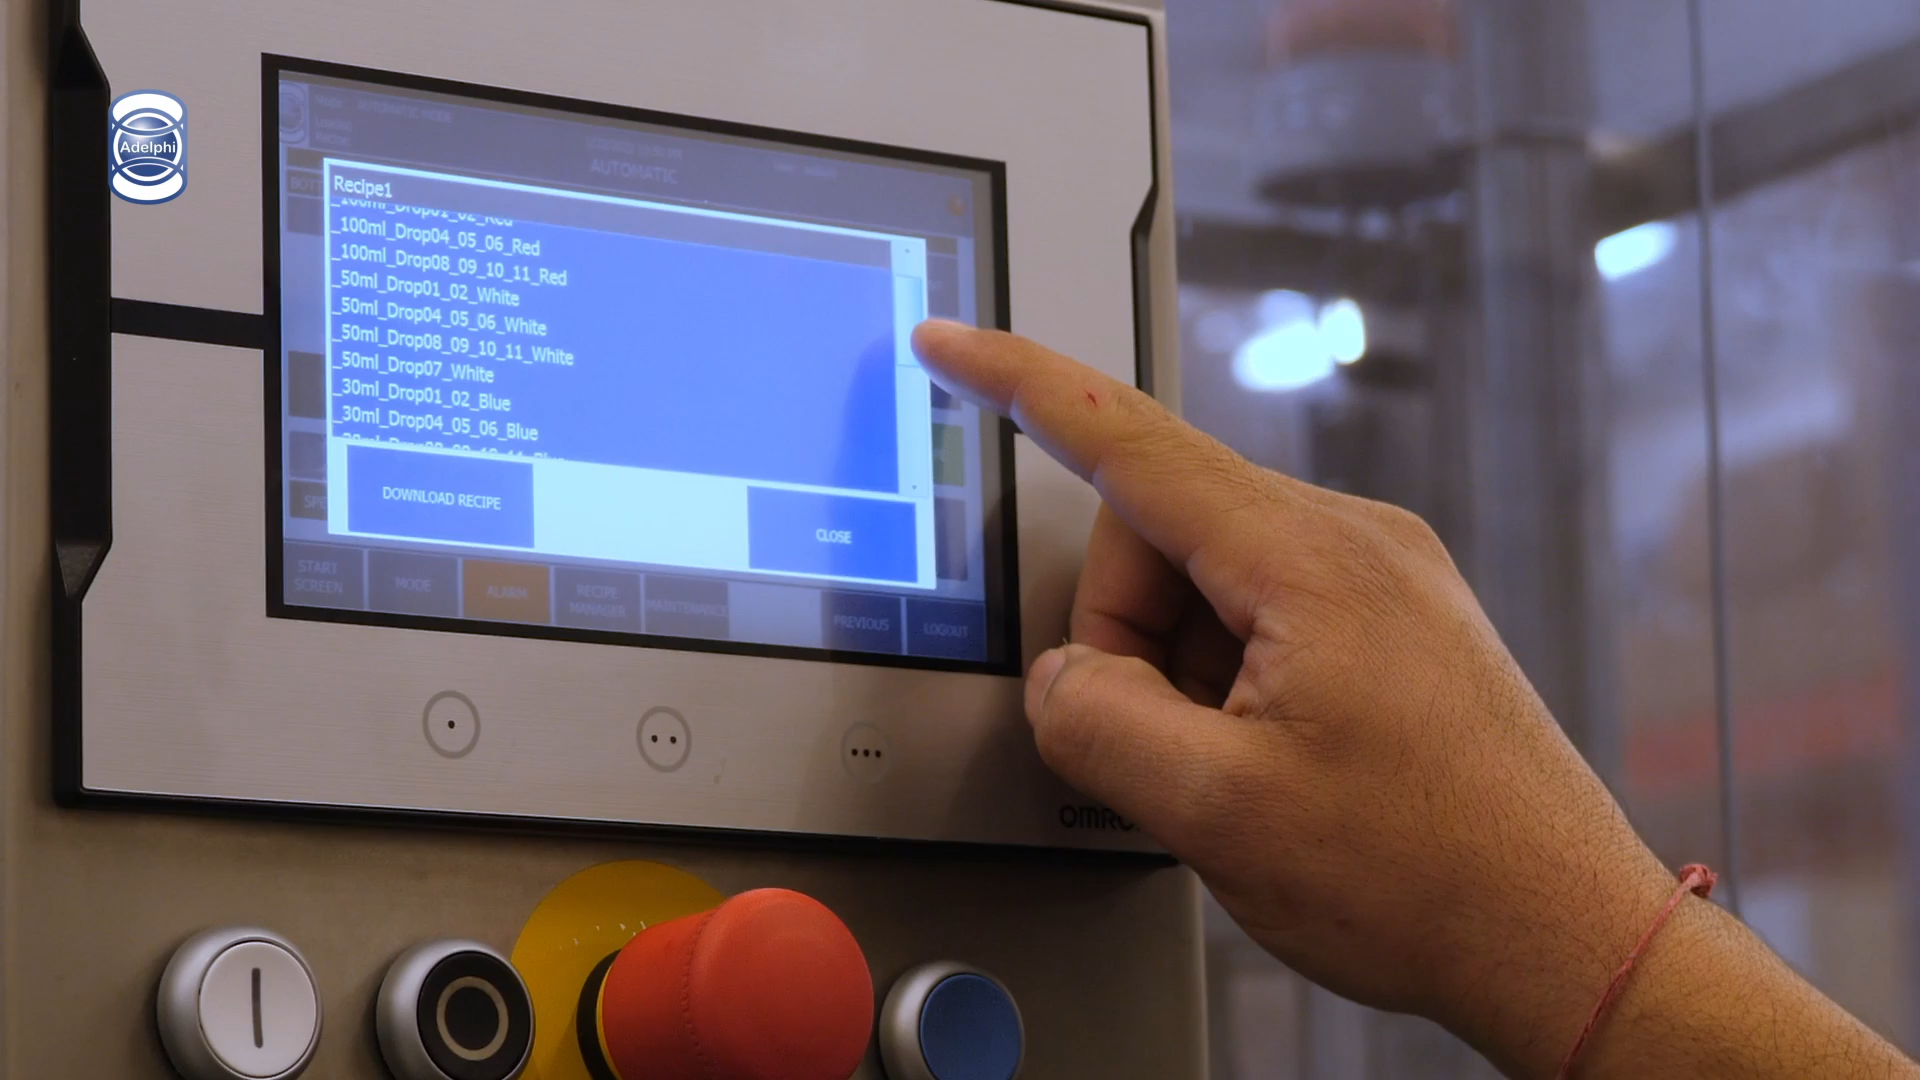 Adelphi
AUTOMATIC MODE
AUTOMATIC
Recipe1
_100ml_Drop01_02_Red
_100ml_Drop04_05_06_Red
_100ml_Drop08_09_10_11_Red
_50ml_Drop01_02_White
_50ml_Drop04_05_06_White
_50ml_Drop08_09_10_11_White
_50ml_Drop07_White
_30ml_Drop01_02_Blue
_30ml_Drop04_05_06_Blue
DOWNLOAD RECIPE
CLOSE
START
SCREEN
MODE
ALARM
RECIPE
MANAGER
MAINTENANCE
PREVIOUS
LOGOUT